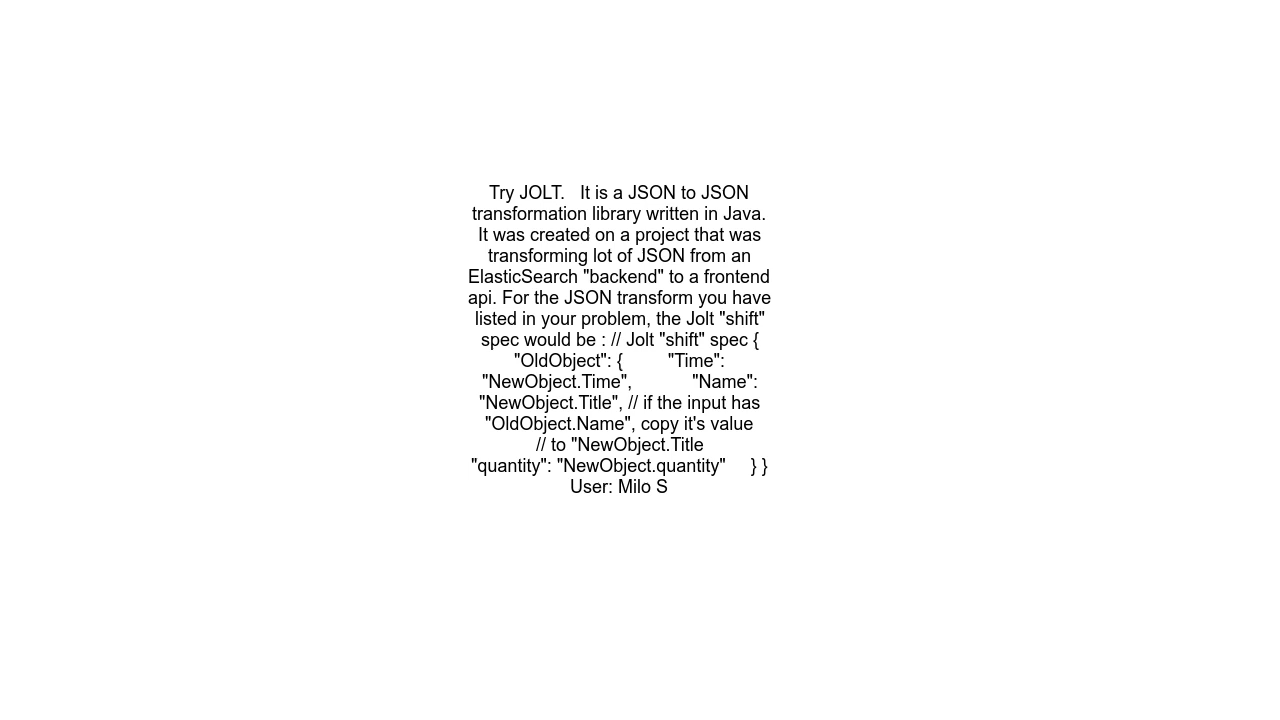 Try JOLT.   It is a JSON to JSON
transformation library written in Java.
It was created on a project that was
transforming lot of JSON from an
ElasticSearch "backend" to a frontend
api. For the JSON transform you have
listed in your problem, the Jolt "shift"
spec would be : // Jolt "shift" spec {
"OldObject": {         "Time":
"NewObject.Time",            "Name":
"NewObject.Title", // if the input has
"OldObject.Name", copy it's value
// to "NewObject.Title
"quantity": "NewObject.quantity"     } }
User: Milo S